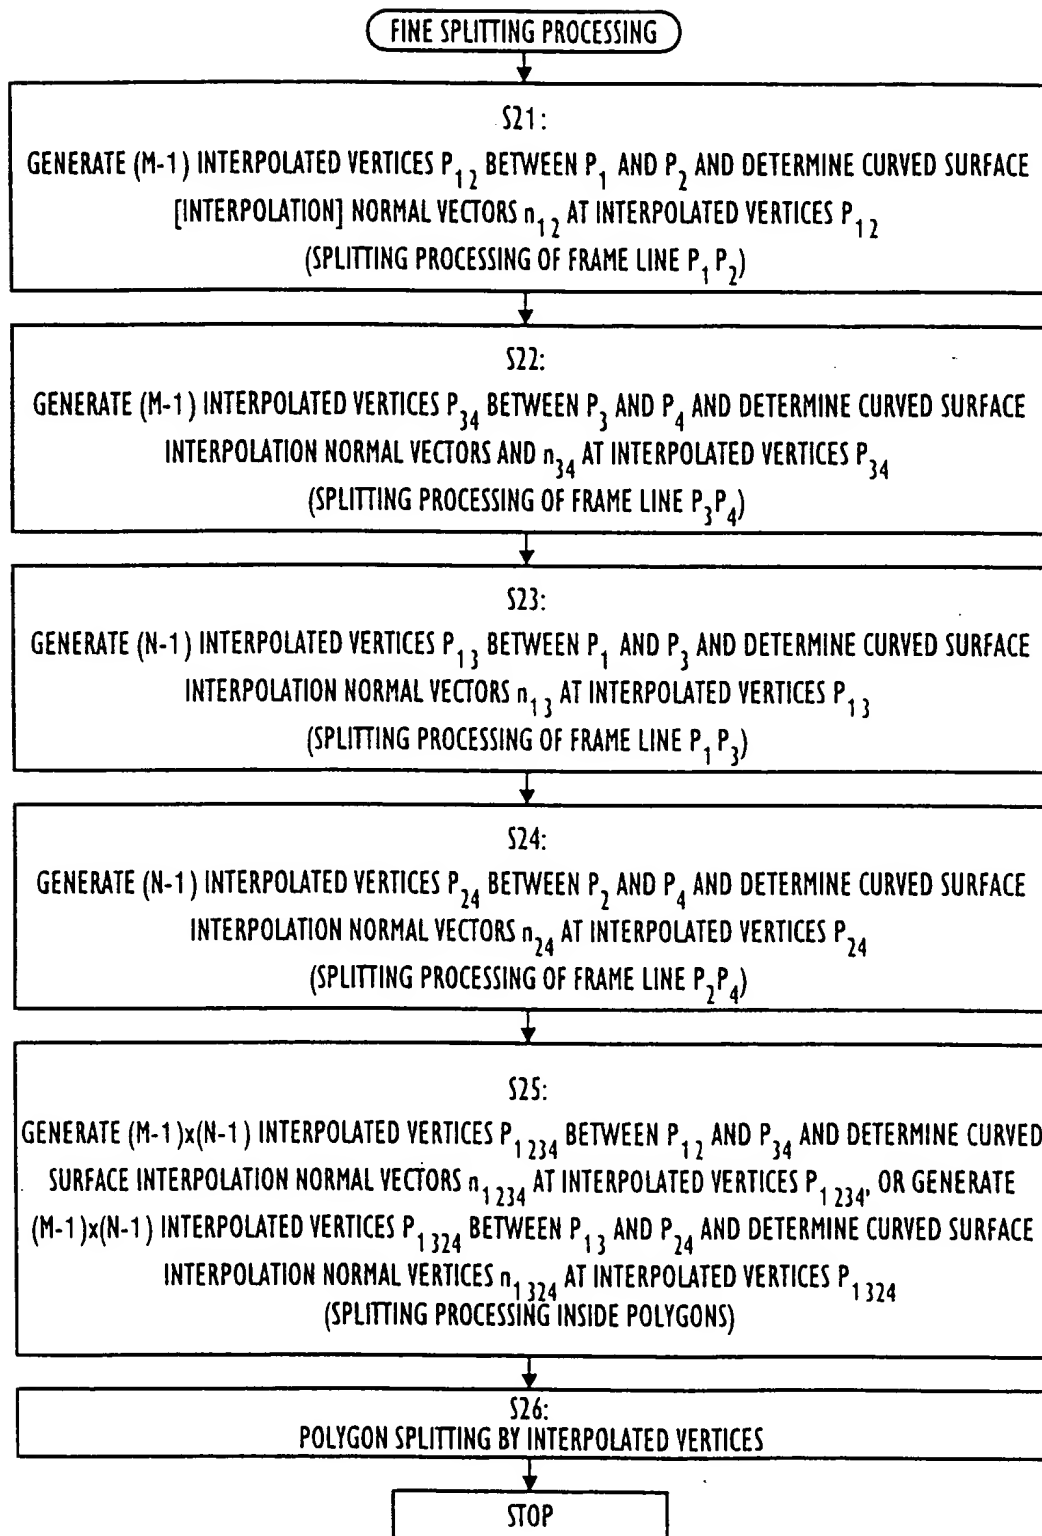 FINE SPLITTING PROCESSING
S21:
GENERATE (M-1) INTERPOLATED VERTICES P12 BETWEEN P1 AND P2 AND DETERMINE CURVED SURFACE
[INTERPOLATION] NORMAL VECTORS n12 AT INTERPOLATED VERTICES P12
(SPLITTING PROCESSING OF FRAME LINE P1P2)
S22:
GENERATE (M-1) INTERPOLATED VERTICES P34 BETWEEN P3 AND P4 AND DETERMINE CURVED SURFACE
INTERPOLATION NORMAL VECTORS AND n34 AT INTERPOLATED VERTICES P34
(SPLITTING PROCESSING OF FRAME LINE P3P4)
S23:
GENERATE (N-1) INTERPOLATED VERTICES P13 BETWEEN P1 AND P3 AND DETERMINE CURVED SURFACE
INTERPOLATION NORMAL VECTORS n13 AT INTERPOLATED VERTICES P13
(SPLITTING PROCESSING OF FRAME LINE P1P3)
S24:
GENERATE (N-1) INTERPOLATED VERTICES P24 BETWEEN P2 AND P4 AND DETERMINE CURVED SURFACE
INTERPOLATION NORMAL VECTORS n24 AT INTERPOLATED VERTICES P24
(SPLITTING PROCESSING OF FRAME LINE P2P4)
S25:
GENERATE (M-1)x(N-1) INTERPOLATED VERTICES P1234 BETWEEN P12 AND P34 AND DETERMINE CURVED
SURFACE INTERPOLATION NORMAL VECTORS n1234 AT INTERPOLATED VERTICES P1234, OR GENERATE
(M-1)x(N-1) INTERPOLATED VERTICES P1324 BETWEEN P13 AND P24 AND DETERMINE CURVED SURFACE
INTERPOLATION NORMAL VERTICES n1324 AT INTERPOLATED VERTICES P1324
(SPLITTING PROCESSING INSIDE POLYGONS)
S26:
POLYGON SPLITTING BY INTERPOLATED VERTICES
STOP